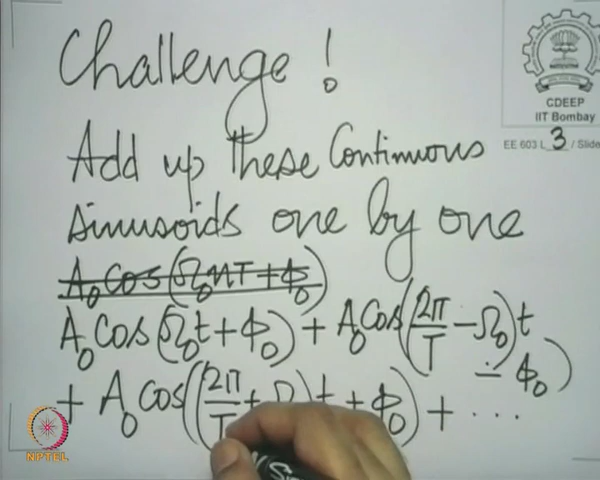 Challenge !
CDEEP
IIT Bombay
EE 603 L 3 / Slide
Add up these Continuous
sinusoids one by one
A₀ Cos(Ω₀nT + Φ₀)
A₀ Cos(Ω₀t + Φ₀) + A₀ Cos((2π/T - Ω₀)t - Φ₀)
+ A₀ Cos((2π/T + Ω₀)t + Φ₀) + ...
NPTEL